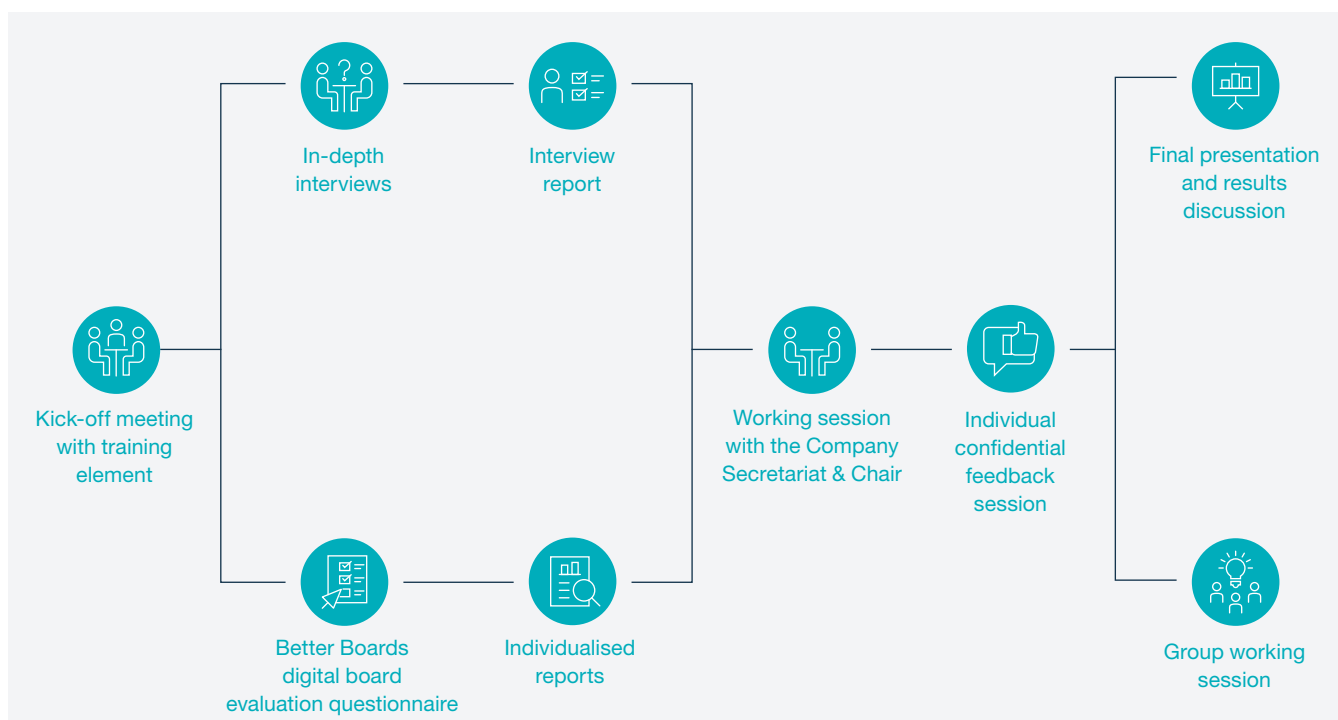 In-depth
interviews
Interview
report
Final presentation
and results
discussion
Kick-off meeting
with training
element
Working session
with the Company
Secretariat & Chair
Individual
confidential
feedback
session
Better Boards
digital board
evaluation questionnaire
Individualised
reports
Group working
session